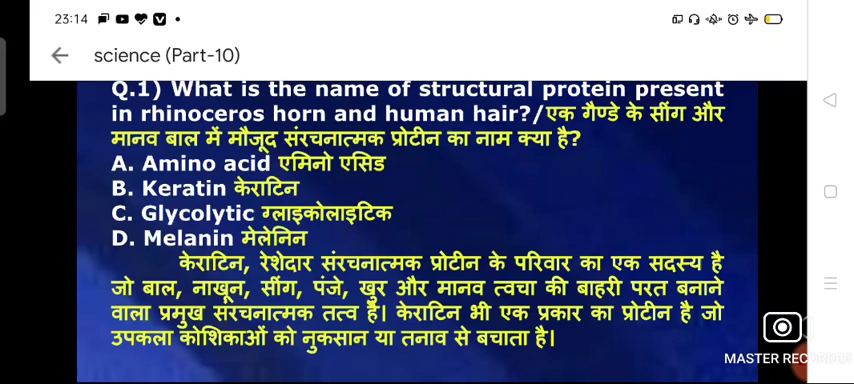 23:14
science (Part-10)
Q.1) What is the name of structural protein present
in rhinoceros horn and human hair?/एक गैण्डे के सींग और
मानव बाल में मौजूद संरचनात्मक प्रोटीन का नाम क्या है?
A. Amino acid एमिनो एसिड
B. Keratin केराटिन
C. Glycolytic ग्लाइकोलाइटिक
D. Melanin मेलेनिन
केराटिन, रेशेदार संरचनात्मक प्रोटीन के परिवार का एक सदस्य है
जो बाल, नाखून, सींग, पंजे, खुर और मानव त्वचा की बाहरी परत बनाने
वाला प्रमुख संरचनात्मक तत्व है। केराटिन भी एक प्रकार का प्रोटीन है जो
उपकला कोशिकाओं को नुकसान या तनाव से बचाता है।
MASTER RECORDER